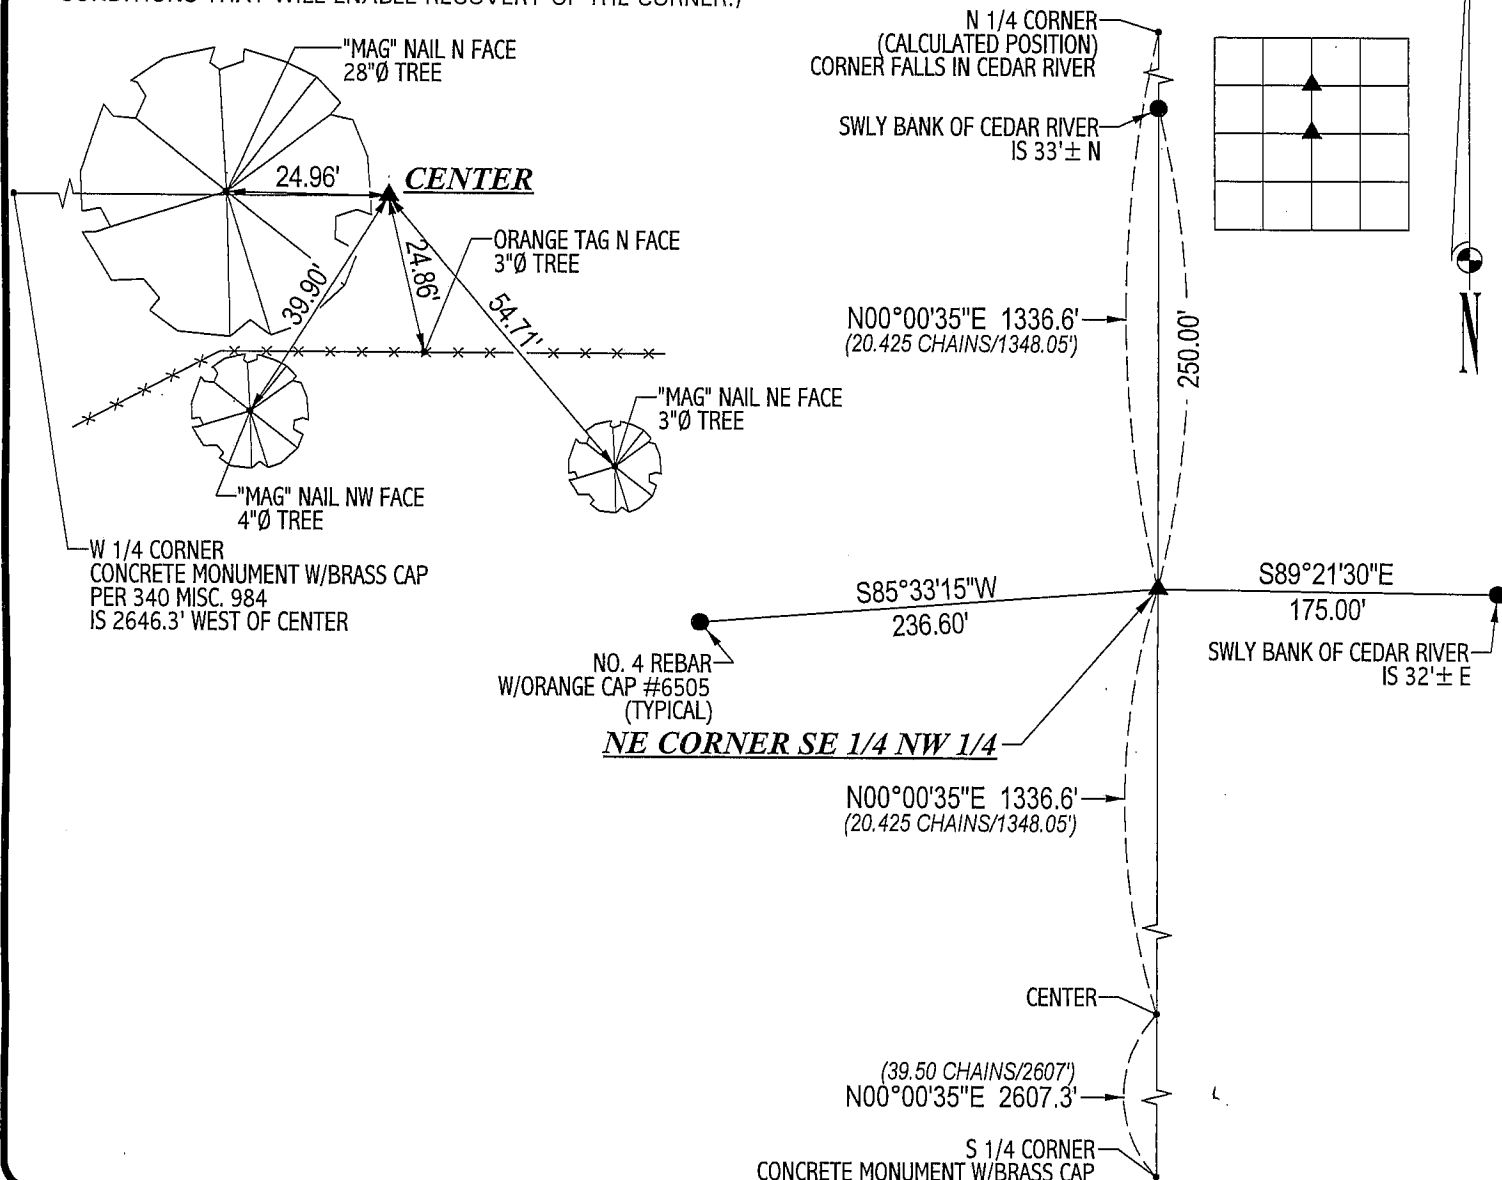 CONDITIONS THAT WILL ENABLE RECOVERY OF THE CORNER.)
"MAG" NAIL N FACE
28"Ø TREE
24.96'
CENTER
ORANGE TAG N FACE
3"Ø TREE
24.86'
39.90'
54.71'
"MAG" NAIL NE FACE
3"Ø TREE
"MAG" NAIL NW FACE
4"Ø TREE
W 1/4 CORNER
CONCRETE MONUMENT W/BRASS CAP
PER 340 MISC. 984
IS 2646.3' WEST OF CENTER
N 1/4 CORNER
(CALCULATED POSITION)
CORNER FALLS IN CEDAR RIVER
SWLY BANK OF CEDAR RIVER
IS 33'± N
N
N00°00'35"E 1336.6'
(20.425 CHAINS/1348.05')
250.00'
S85°33'15"W
236.60'
S89°21'30"E
175.00'
NO. 4 REBAR
W/ORANGE CAP #6505
(TYPICAL)
SWLY BANK OF CEDAR RIVER
IS 32'± E
NE CORNER SE 1/4 NW 1/4
N00°00'35"E 1336.6'
(20.425 CHAINS/1348.05')
CENTER
(39.50 CHAINS/2607')
N00°00'35"E 2607.3'
S 1/4 CORNER
CONCRETE MONUMENT W/BRASS CAP